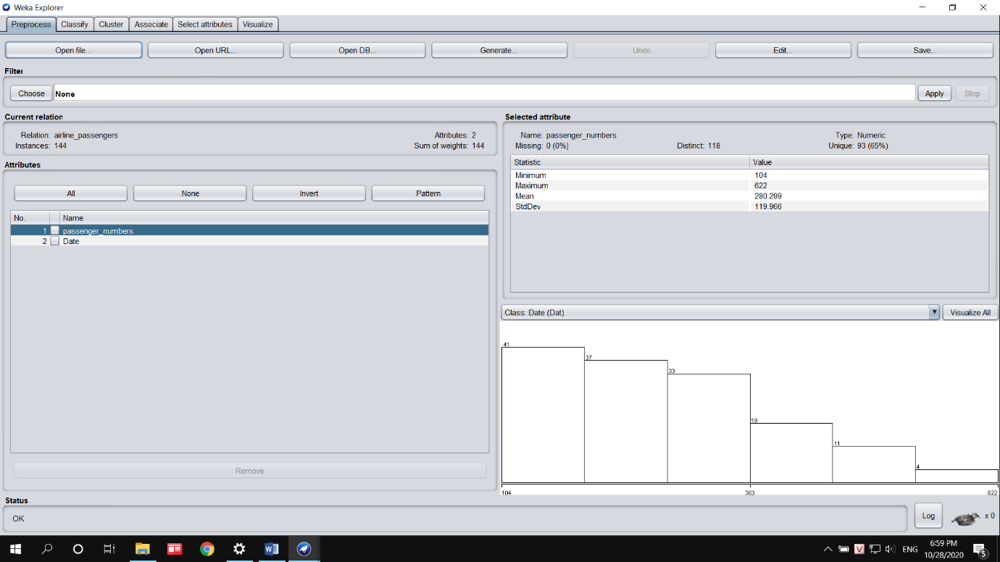 Weka Explorer
Preprocess Classify Cluster Associate Select attributes Visualize
Open file... Open URL... Open DB... Generate... Undo Edit... Save...
Filter
Choose None Apply Stop
Current relation
Relation: airline_passengers Attributes: 2
Instances: 144 Sum of weights: 144
Attributes
All None Invert Pattern
No. Name
1 passenger_numbers
2 Date
Remove
Selected attribute
Name: passenger_numbers Type: Numeric
Missing: 0 (0%) Distinct: 118 Unique: 93 (65%)
Statistic Value
Minimum 104
Maximum 622
Mean 280.299
StdDev 119.966
Class: Date (Dat) Visualize All
41
37
33
18
11
4
104 363 622
Status
OK Log x 0
ENG 6:59 PM
10/28/2020 5